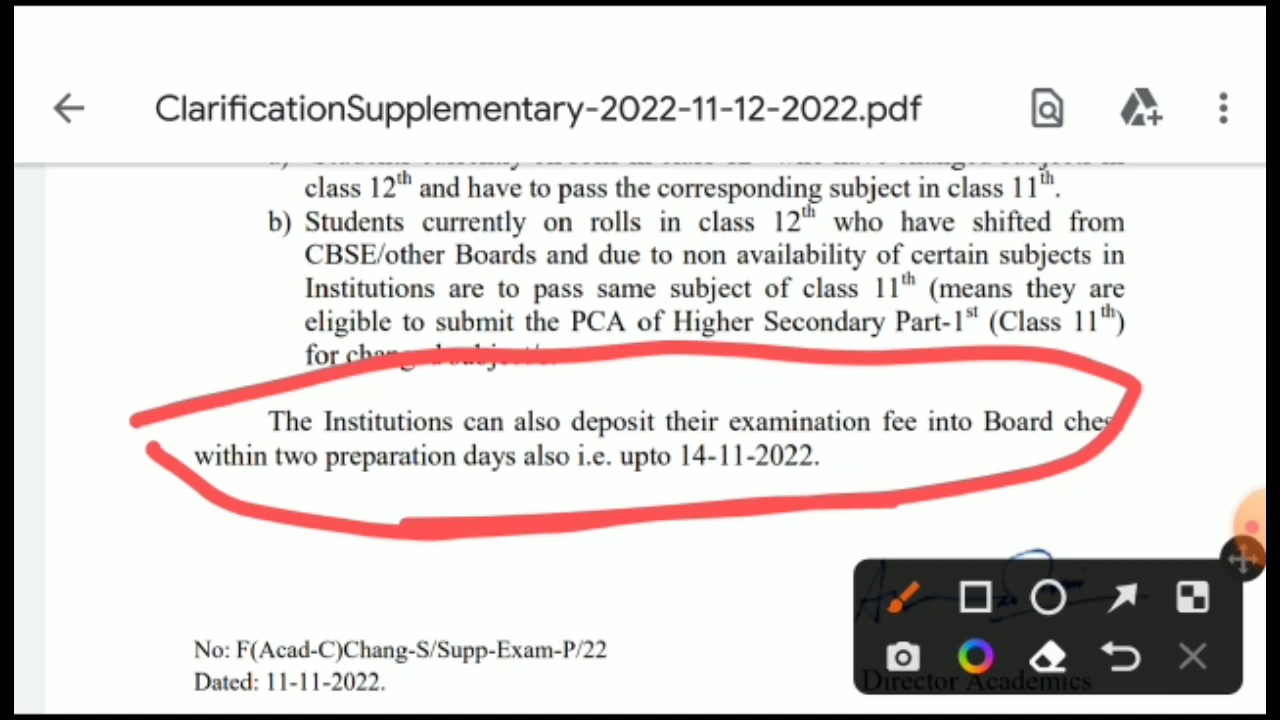 ClarificationSupplementary-2022-11-12-2022.pdf
class 12th and have to pass the corresponding subject in class 11th.
b) Students currently on rolls in class 12th who have shifted from
CBSE/other Boards and due to non availability of certain subjects in
Institutions are to pass same subject of class 11th (means they are
eligible to submit the PCA of Higher Secondary Part-1st (Class 11th)
for
The Institutions can also deposit their examination fee into Board
within two preparation days also i.e. upto 14-11-2022.
No: F(Acad-C)Chang-S/Supp-Exam-P/22
Dated: 11-11-2022.
Director Academics